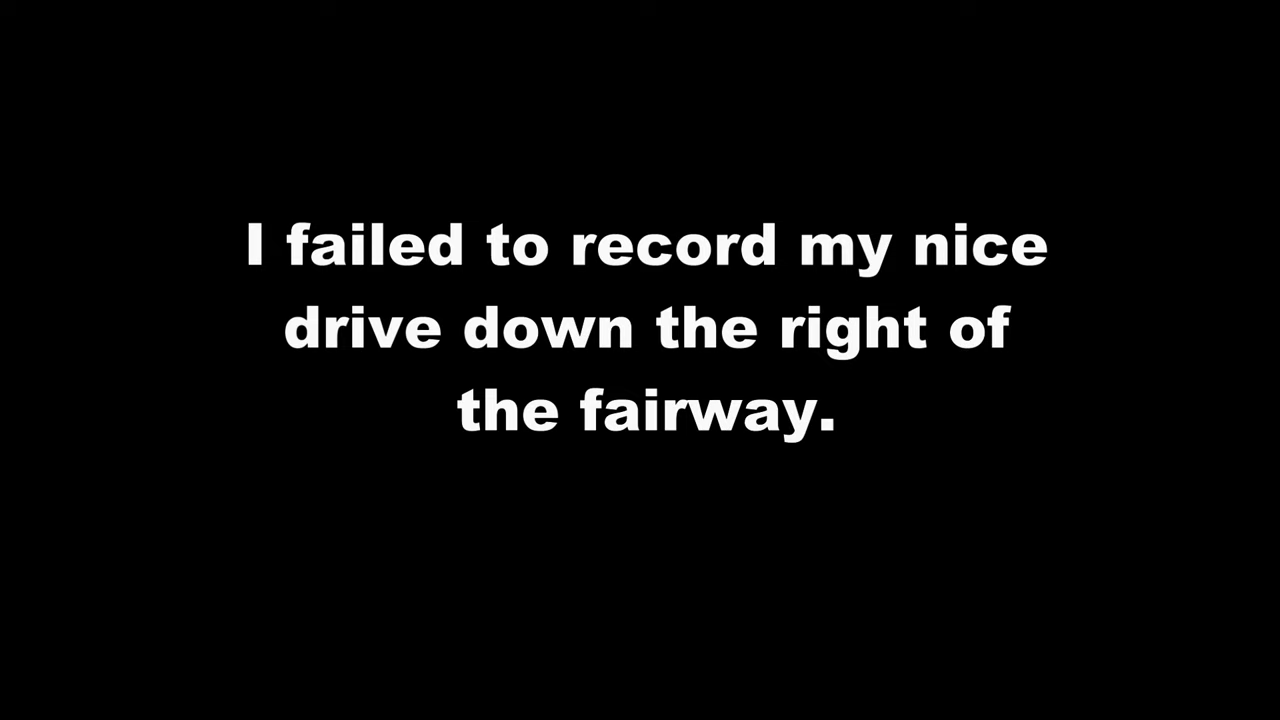 I failed to record my nice
drive down the right of
the fairway.